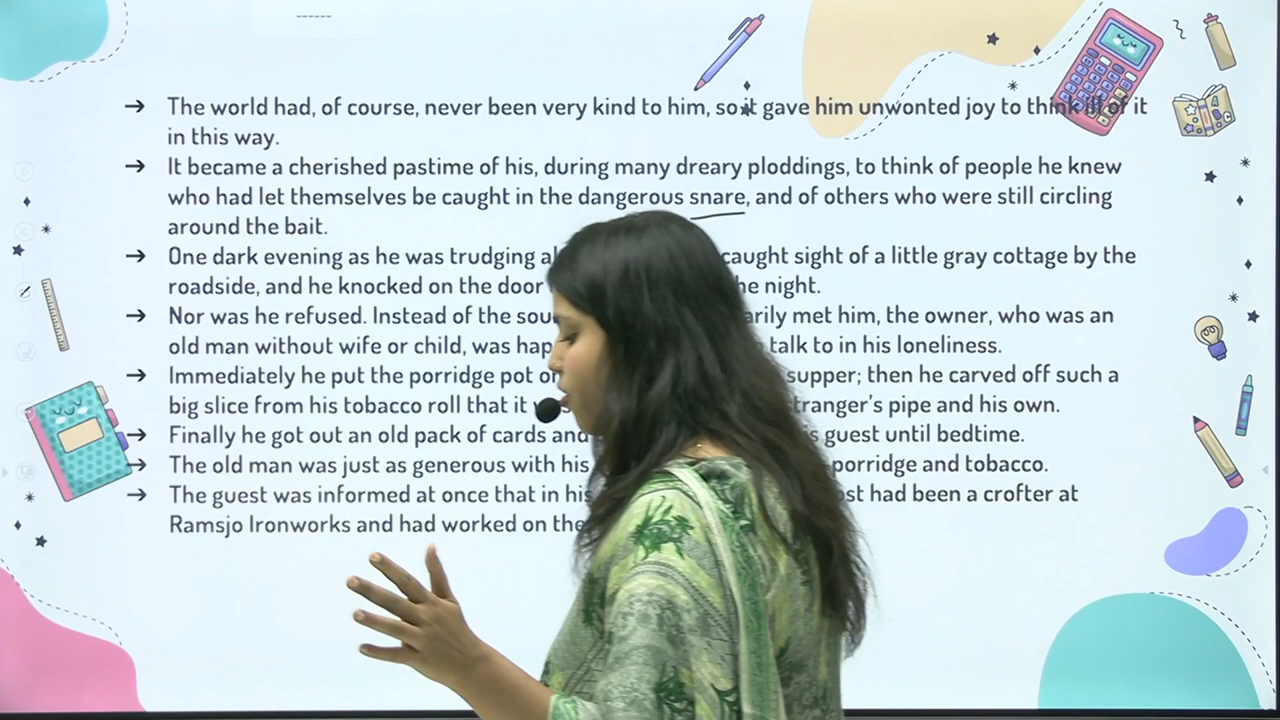 ------
→ The world had, of course, never been very kind to him, so it gave him unwonted joy to think ill of it
in this way.
→ It became a cherished pastime of his, during many dreary ploddings, to think of people he knew
who had let themselves be caught in the dangerous snare, and of others who were still circling
around the bait.
→ One dark evening as he was trudging caught sight of a little gray cottage by the
roadside, and he knocked on the door night.
→ Nor was he refused. Instead of the met him, the owner, who was an
old man without wife or child, was talk to in his loneliness.
→ Immediately he put the porridge pot supper; then he carved off such a
big slice from his tobacco roll that it pipe and his own.
→ Finally he got out an old pack of cards and guest until bedtime.
→ The old man was just as generous with his porridge and tobacco.
→ The guest was informed at once that in his had been a crofter at
Ramsjo Ironworks and had worked on the